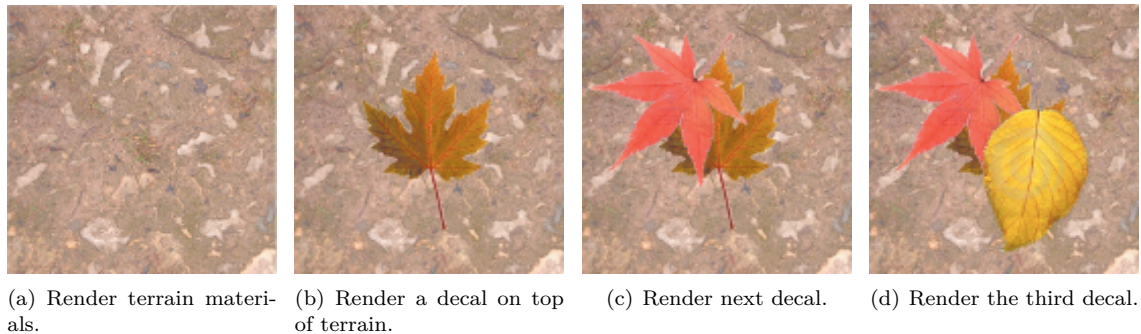 (a) Render terrain materi-
als.
(b) Render a decal on top
of terrain.
(c) Render next decal.
(d) Render the third decal.